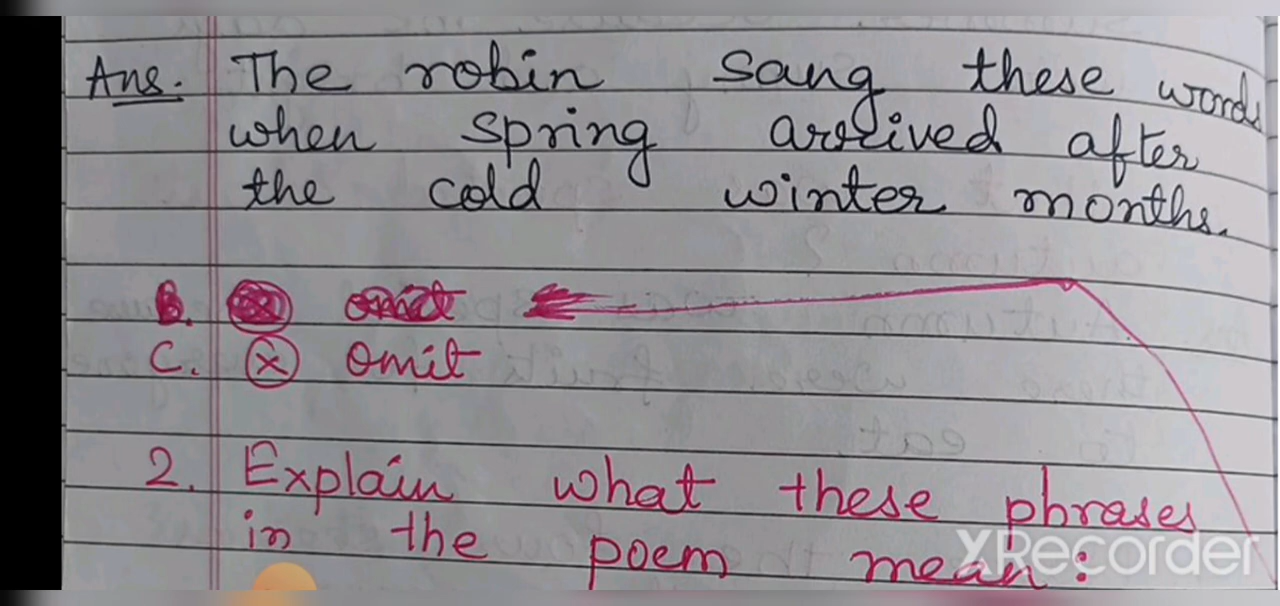 Ans. The robin sang these words
when spring arrived after
the cold winter months.
B. omit
C. (x) omit
2. Explain what these phrases
in the poem mean:
XRecorder